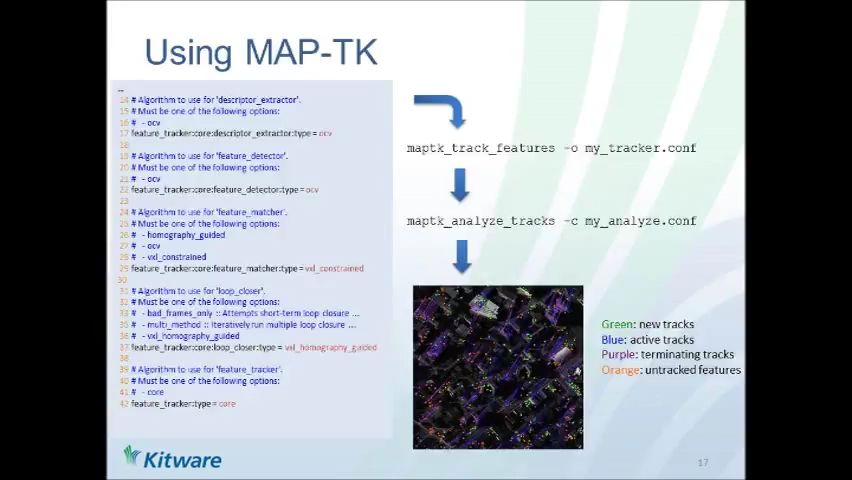 Using MAP-TK
...
14 # Algorithm to use for 'descriptor_extractor'.
15 # Must be one of the following options:
16 # - ocv
17 feature_tracker:core:descriptor_extractor:type = ocv
18
19 # Algorithm to use for 'feature_detector'.
20 # Must be one of the following options:
21 # - ocv
22 feature_tracker:core:feature_detector:type = ocv
23
24 # Algorithm to use for 'feature_matcher'.
25 # Must be one of the following options:
26 # - homography_guided
27 # - ocv
28 # - vxl_constrained
29 feature_tracker:core:feature_matcher:type = vxl_constrained
30
31 # Algorithm to use for 'loop_closer'.
32 # Must be one of the following options:
33 # - bad_frames_only :: Attempts short-term loop closure ...
34 # - multi_method :: Iteratively run multiple loop closure ...
36 # - vxl_homography_guided
37 feature_tracker:core:loop_closer:type = vxl_homography_guided
38
39 # Algorithm to use for 'feature_tracker'.
40 # Must be one of the following options:
41 # - core
42 feature_tracker:type = core
maptk_track_features -o my_tracker.conf
maptk_analyze_tracks -c my_analyze.conf
Green: new tracks
Blue: active tracks
Purple: terminating tracks
Orange: untracked features
Kitware
17